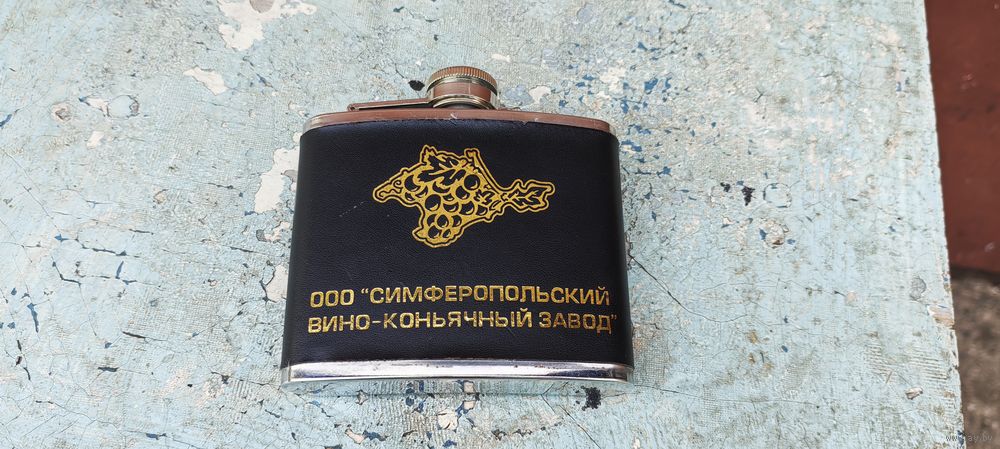 ООО "СИМФЕРОПОЛЬСКИЙ
ВИНО-КОНЬЯЧНЫЙ ЗАВОД"